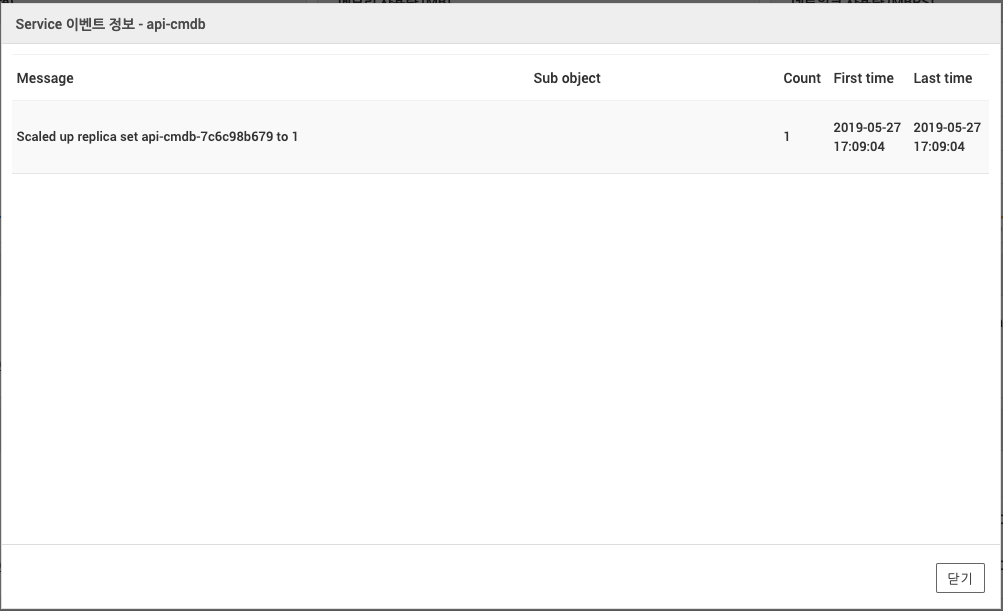 Service 이벤트 정보 - api-cmdb
Message Sub object Count First time Last time
Scaled up replica set api-cmdb-7c6c98b679 to 1 1 2019-05-27 17:09:04 2019-05-27 17:09:04
닫기